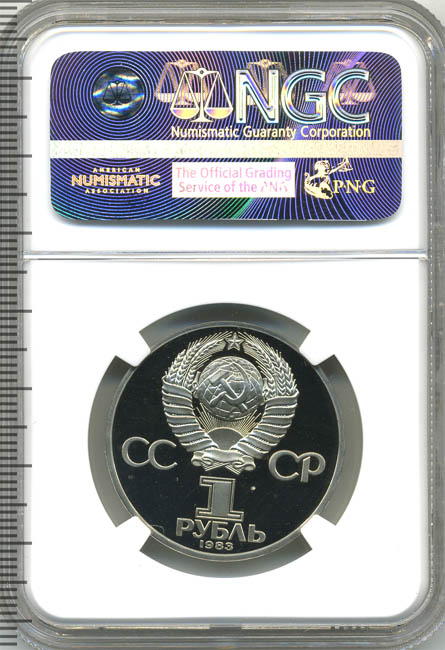 NGC
Numismatic Guaranty Corporation
AMERICAN
NUMISMATIC
ASSOCIATION
The Official Grading
Service of the ANA
PNG
СС СР
1
РУБЛЬ
1983